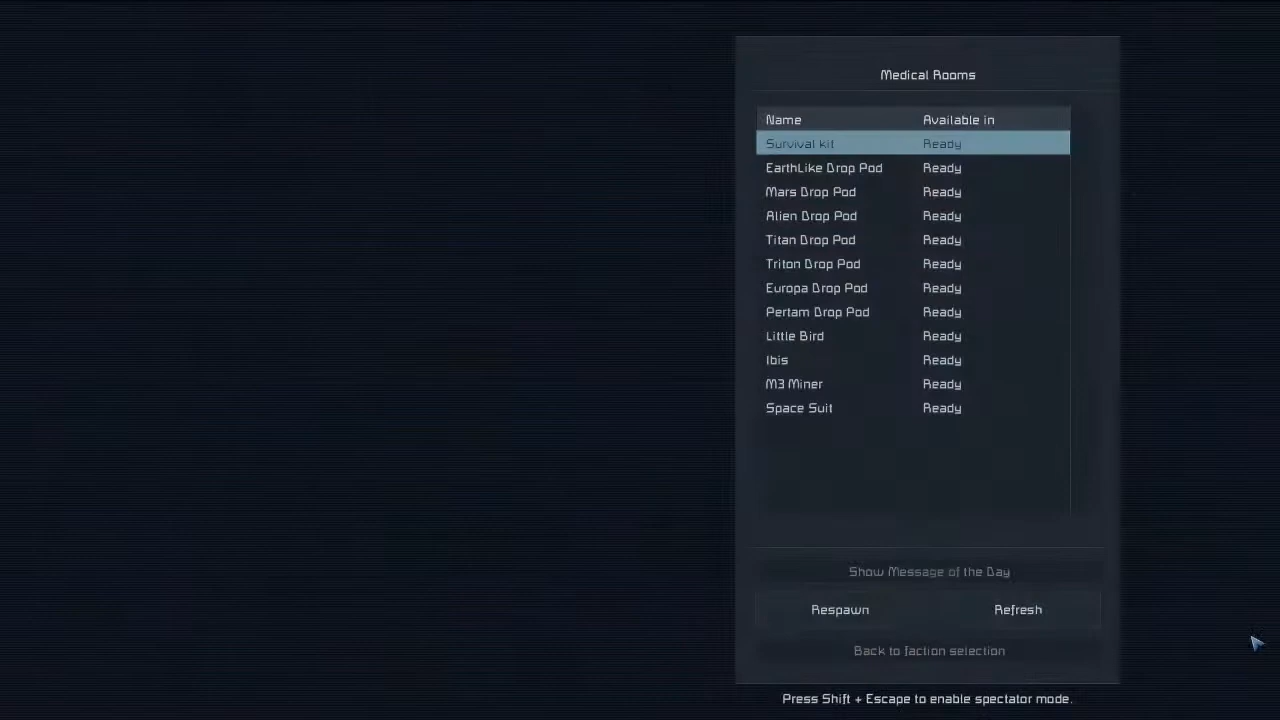 Medical Rooms
Name Available in
Survival kit Ready
EarthLike Drop Pod Ready
Mars Drop Pod Ready
Alien Drop Pod Ready
Titan Drop Pod Ready
Triton Drop Pod Ready
Europa Drop Pod Ready
Pertam Drop Pod Ready
Little Bird Ready
Ibis Ready
M3 Miner Ready
Space Suit Ready
Show Message of the Day
Respawn Refresh
Back to faction selection
Press Shift + Escape to enable spectator mode.